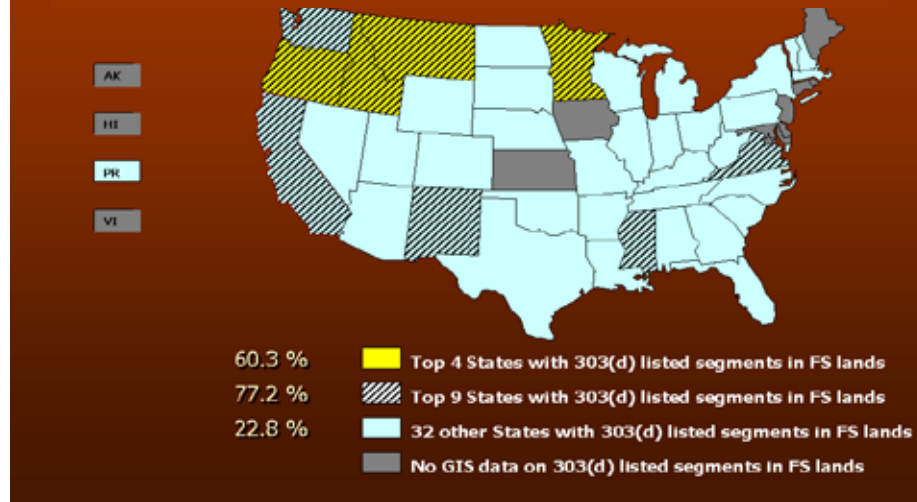 AK
HI
PR
VI
60.3 % Top 4 States with 303(d) listed segments in FS lands
77.2 % Top 9 States with 303(d) listed segments in FS lands
22.8 % 32 other States with 303(d) listed segments in FS lands
No GIS data on 303(d) listed segments in FS lands